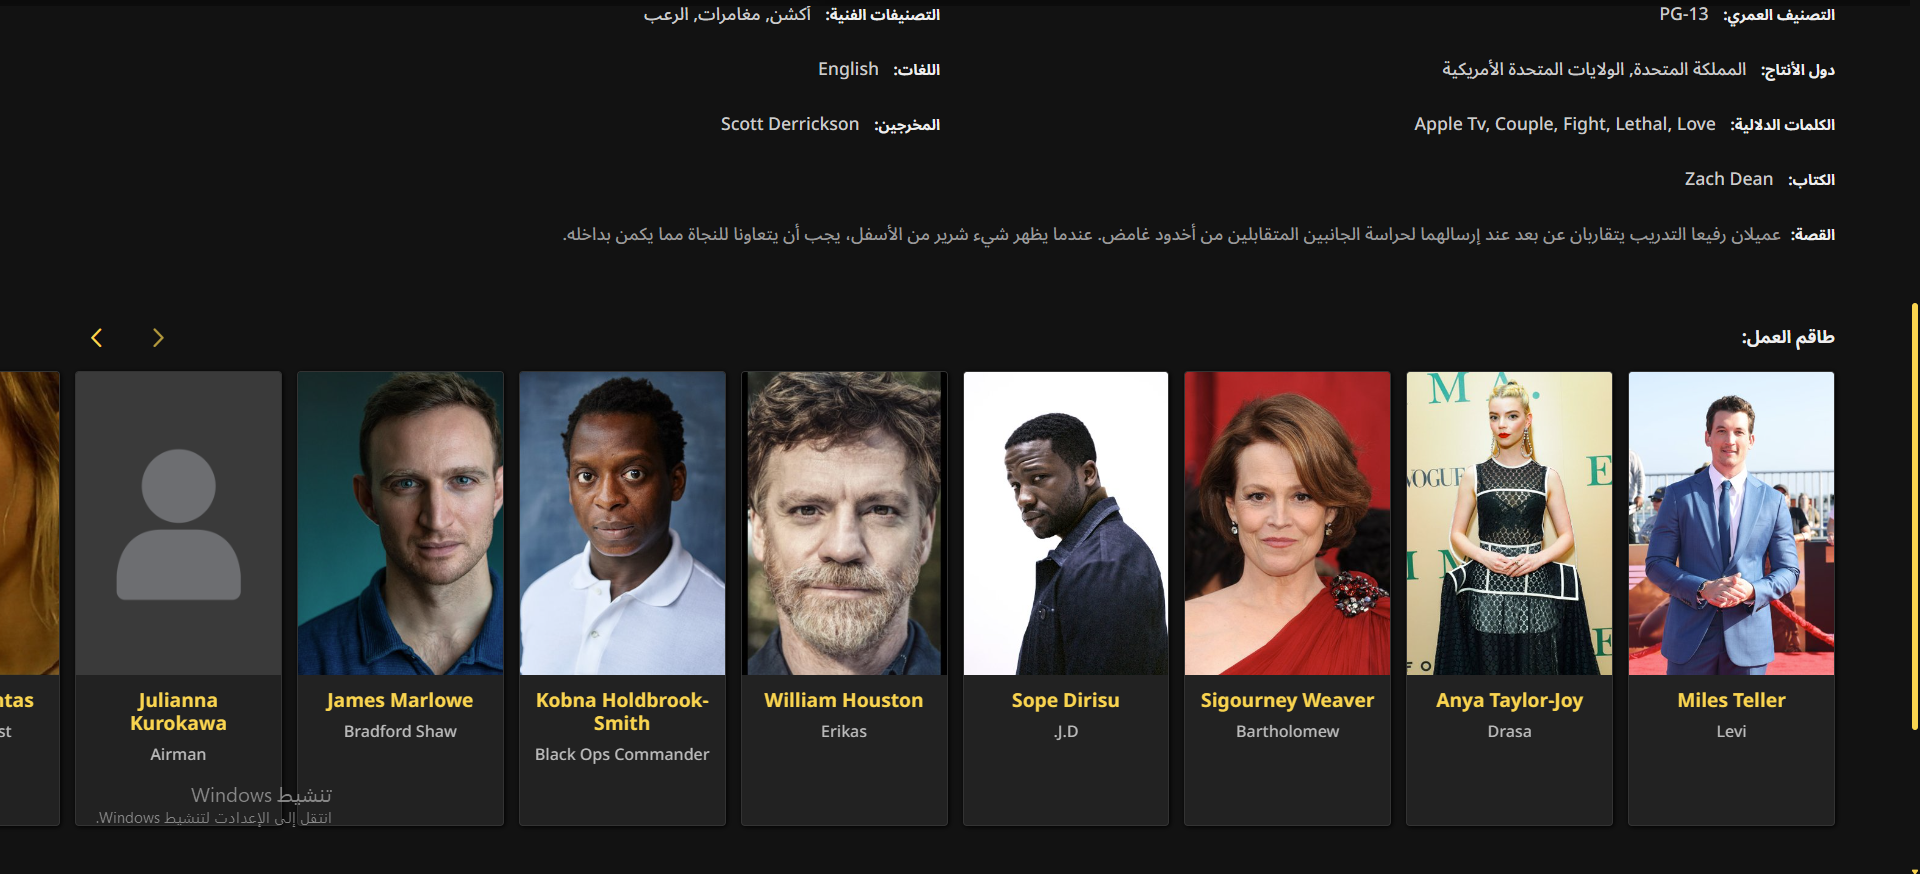 التصنيف العمري: PG-13
التصنيفات الفنية: أكشن, مغامرات, الرعب
دول الأنتاج: المملكة المتحدة, الولايات المتحدة الأمريكية
اللغات: English
الكلمات الدلالية: Apple Tv, Couple, Fight, Lethal, Love
المخرجين: Scott Derrickson
الكتاب: Zach Dean
القصة: عميلان رفيعا التدريب يتقاربان عن بعد عند إرسالهما لحراسة الجانبين المتقابلين من أخدود غامض. عندما يظهر شيء شرير من الأسفل، يجب أن يتعاونا للنجاة مما يكمن بداخله.
طاقم العمل:
M A.
VOGUE
E
M
E
F O
Miles Teller
Levi
Anya Taylor-Joy
Drasa
Sigourney Weaver
Bartholomew
Sope Dirisu
.J.D
William Houston
Erikas
Kobna Holdbrook-
Smith
Black Ops Commander
James Marlowe
Bradford Shaw
Julianna
Kurokawa
Airman
ntas
st
تنشيط Windows
انتقل إلى الإعدادت لتنشيط Windows.